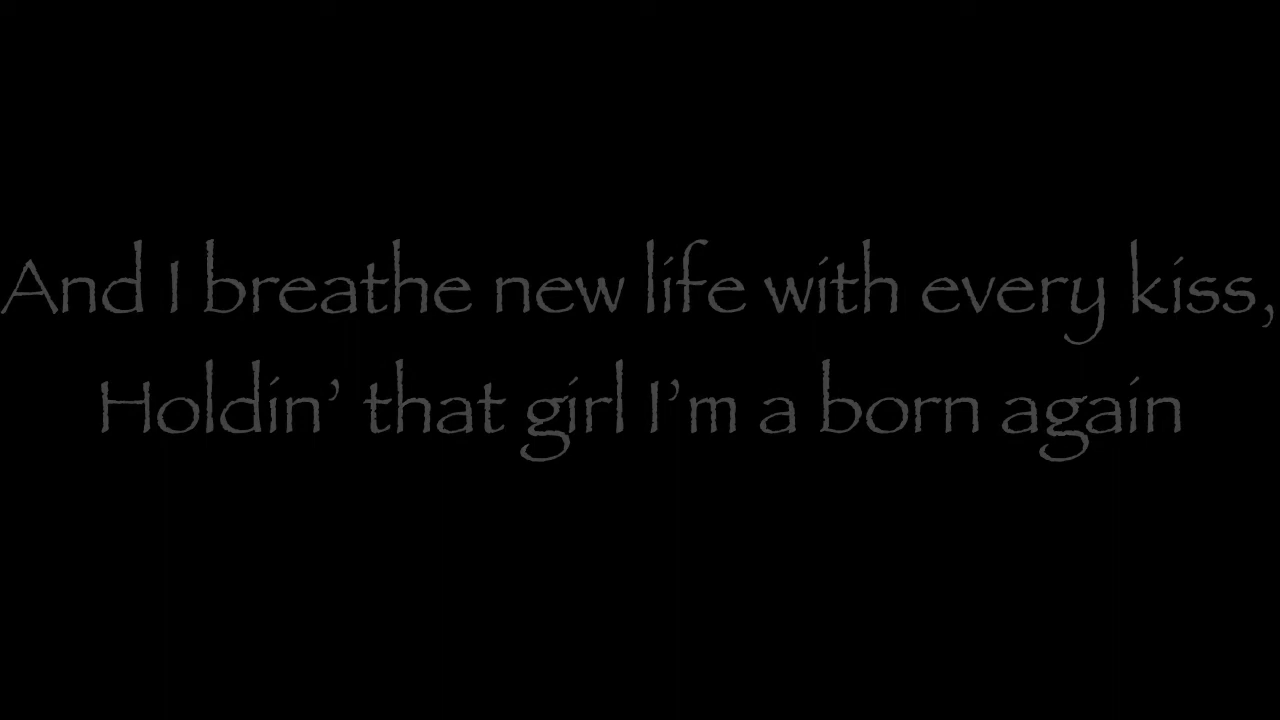 And I breathe new life with every kiss,
Holdin’ that girl I’m a born again